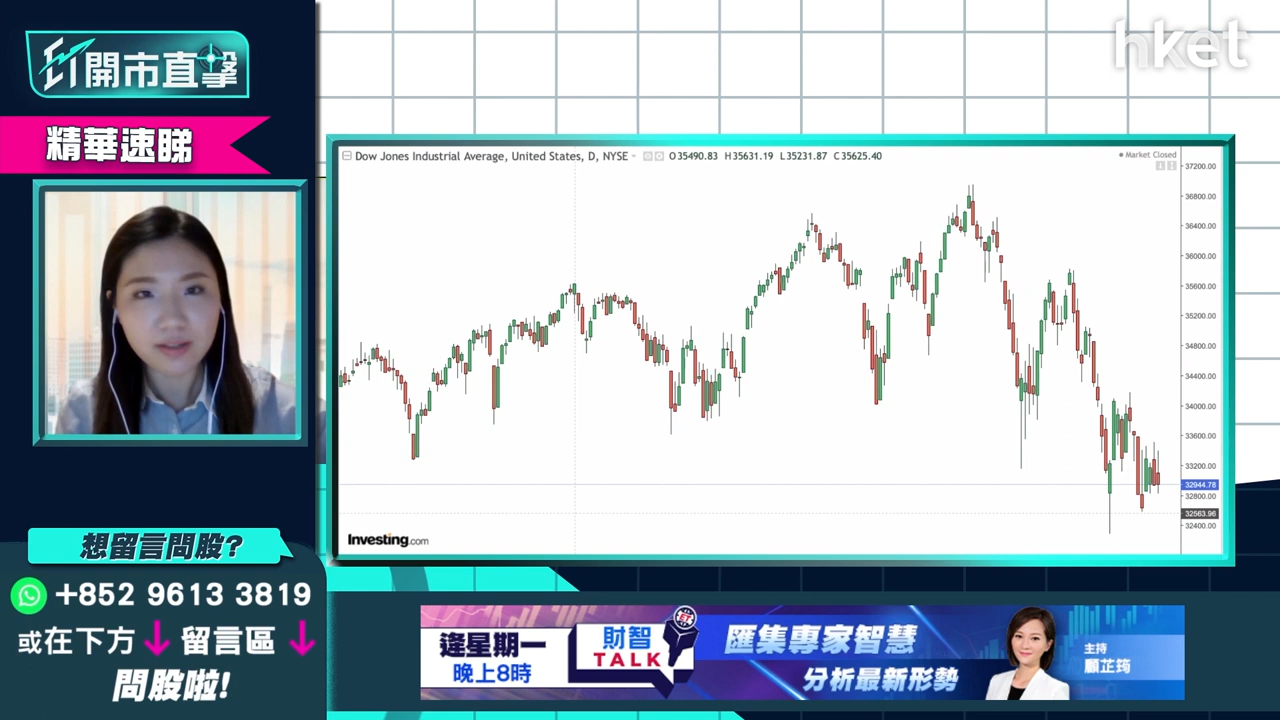 hket
ET開市直擊
精華速睇
Dow Jones Industrial Average, United States, D, NYSE O35490.83 H35631.19 L35231.87 C35625.40
Market Closed
37200.00
36800.00
36400.00
36000.00
35600.00
35200.00
34800.00
34400.00
34000.00
33600.00
33200.00
32944.78
32800.00
32563.96
32400.00
Investing.com
想留言問股?
+852 9613 3819
或在下方 留言區
問股啦!
逢星期一
晚上8時
財智
TALK
匯集專家智慧
分析最新形勢
主持
顧芷筠